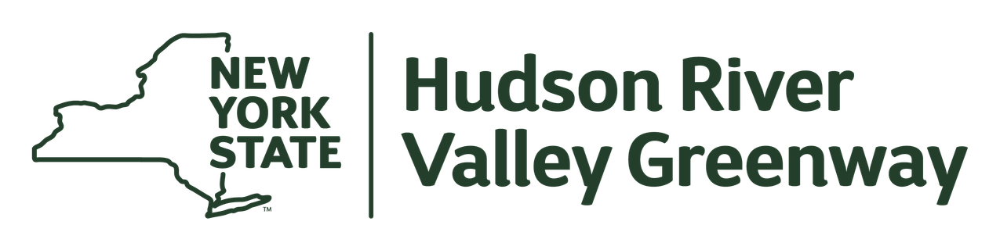 NEW
YORK
STATE
™
Hudson River
Valley Greenway